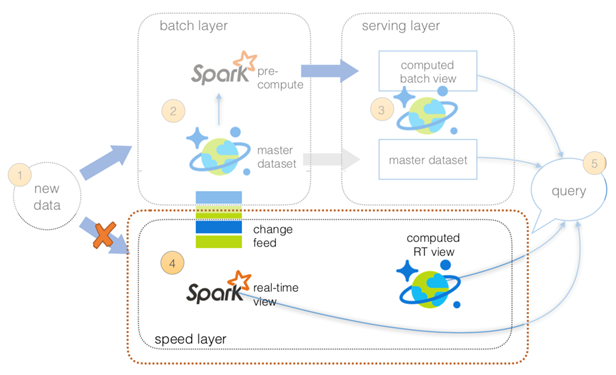 batch layer
serving layer
Spark
pre-
compute
computed
batch view
2
3
master
dataset
master dataset
1
new
data
5
query
change
feed
computed
RT view
4
Spark
real-time
view
speed layer